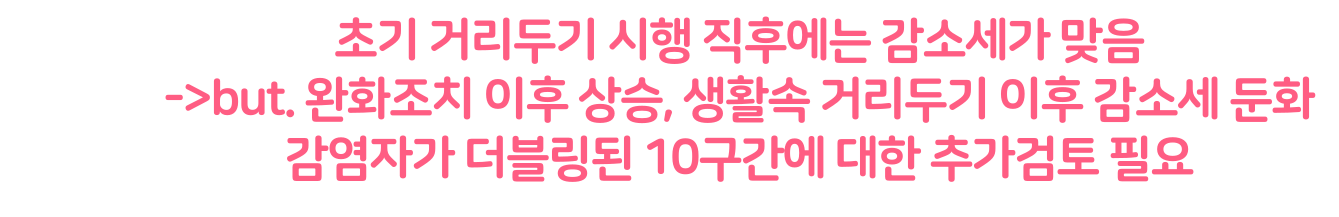 초기 거리두기 시행 직후에는 감소세가 맞음
->but. 완화조치 이후 상승, 생활속 거리두기 이후 감소세 둔화
감염자가 더블링된 10구간에 대한 추가검토 필요